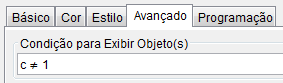 Básico Cor Estilo Avançado Programação
Condição para Exibir Objeto(s)
c ≠ 1